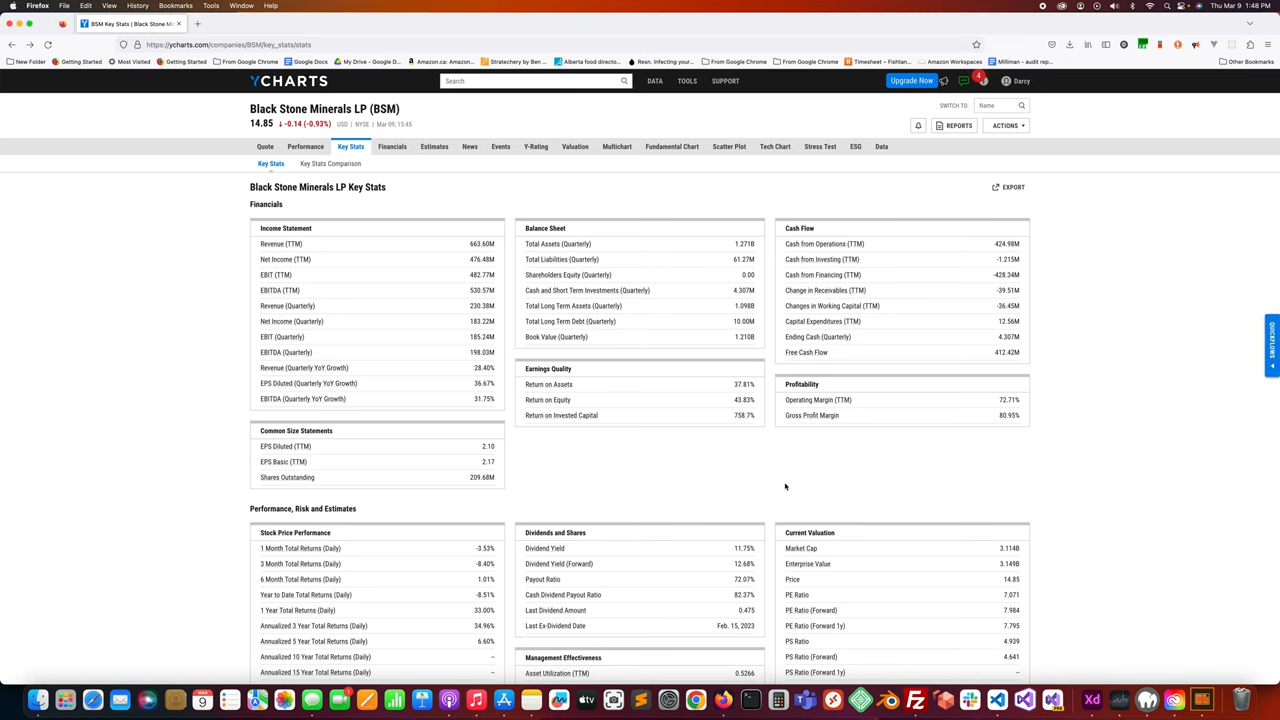 Firefox File Edit View History Bookmarks Tools Window Help Thu Mar 9 1:48 PM
BSM Key Stats | Black Stone Mi
https://ycharts.com/companies/BSM/key_stats/stats
New Folder Getting Started Most Visited Getting Started From Google Chrome Google Docs My Drive - Google D... Amazon.ca: Amazon... Stratechery by Ben ... Alberta food directo... Resn. Infecting your... From Google Chrome From Google Chrome Timesheet – Fishtan... Amazon Workspaces Milliman - audit rep... Other Bookmarks
YCHARTS Search DATA TOOLS SUPPORT Upgrade Now 4 Darcy
Black Stone Minerals LP (BSM) SWITCH TO: Name
14.85 ↓ -0.14 (-0.93%) USD | NYSE | Mar 09, 15:45 REPORTS ACTIONS
Quote Performance Key Stats Financials Estimates News Events Y-Rating Valuation Multichart Fundamental Chart Scatter Plot Tech Chart Stress Test ESG Data
Key Stats Key Stats Comparison
Black Stone Minerals LP Key Stats EXPORT
Financials
Income Statement
Revenue (TTM) 663.60M
Net Income (TTM) 476.48M
EBIT (TTM) 482.77M
EBITDA (TTM) 530.57M
Revenue (Quarterly) 230.38M
Net Income (Quarterly) 183.22M
EBIT (Quarterly) 185.24M
EBITDA (Quarterly) 198.03M
Revenue (Quarterly YoY Growth) 28.40%
EPS Diluted (Quarterly YoY Growth) 36.67%
EBITDA (Quarterly YoY Growth) 31.75%
Common Size Statements
EPS Diluted (TTM) 2.10
EPS Basic (TTM) 2.17
Shares Outstanding 209.68M
Balance Sheet
Total Assets (Quarterly) 1.271B
Total Liabilities (Quarterly) 61.27M
Shareholders Equity (Quarterly) 0.00
Cash and Short Term Investments (Quarterly) 4.307M
Total Long Term Assets (Quarterly) 1.098B
Total Long Term Debt (Quarterly) 10.00M
Book Value (Quarterly) 1.210B
Earnings Quality
Return on Assets 37.81%
Return on Equity 43.83%
Return on Invested Capital 758.7%
Cash Flow
Cash from Operations (TTM) 424.98M
Cash from Investing (TTM) -1.215M
Cash from Financing (TTM) -428.34M
Change in Receivables (TTM) -39.51M
Changes in Working Capital (TTM) -36.45M
Capital Expenditures (TTM) 12.56M
Ending Cash (Quarterly) 4.307M
Free Cash Flow 412.42M
Profitability
Operating Margin (TTM) 72.71%
Gross Profit Margin 80.95%
Performance, Risk and Estimates
Stock Price Performance
1 Month Total Returns (Daily) -3.53%
3 Month Total Returns (Daily) -8.40%
6 Month Total Returns (Daily) 1.01%
Year to Date Total Returns (Daily) -8.51%
1 Year Total Returns (Daily) 33.00%
Annualized 3 Year Total Returns (Daily) 34.96%
Annualized 5 Year Total Returns (Daily) 6.60%
Annualized 10 Year Total Returns (Daily) --
Annualized 15 Year Total Returns (Daily) --
Dividends and Shares
Dividend Yield 11.75%
Dividend Yield (Forward) 12.68%
Payout Ratio 72.07%
Cash Dividend Payout Ratio 82.37%
Last Dividend Amount 0.475
Last Ex-Dividend Date Feb. 15, 2023
Management Effectiveness
Asset Utilization (TTM) 0.5266
Current Valuation
Market Cap 3.114B
Enterprise Value 3.149B
Price 14.85
PE Ratio 7.071
PE Ratio (Forward) 7.984
PE Ratio (Forward 1y) 7.795
PS Ratio 4.939
PS Ratio (Forward) 4.641
PS Ratio (Forward 1y) --
QUICKFLOWS